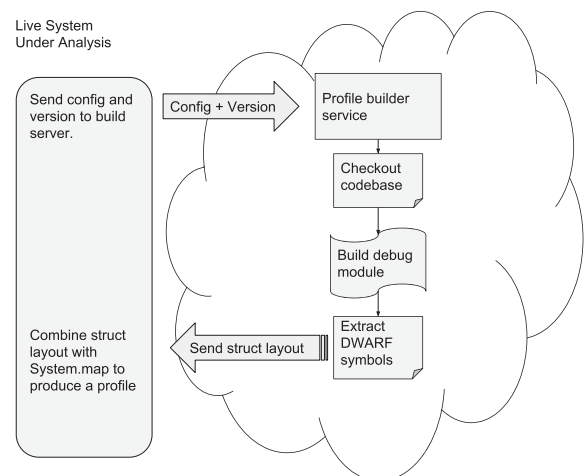 Live System
Under Analysis
Send config and
version to build
server.
Config + Version
Profile builder
service
Checkout
codebase
Build debug
module
Extract
DWARF
symbols
Send struct layout
Combine struct
layout with
System.map to
produce a profile